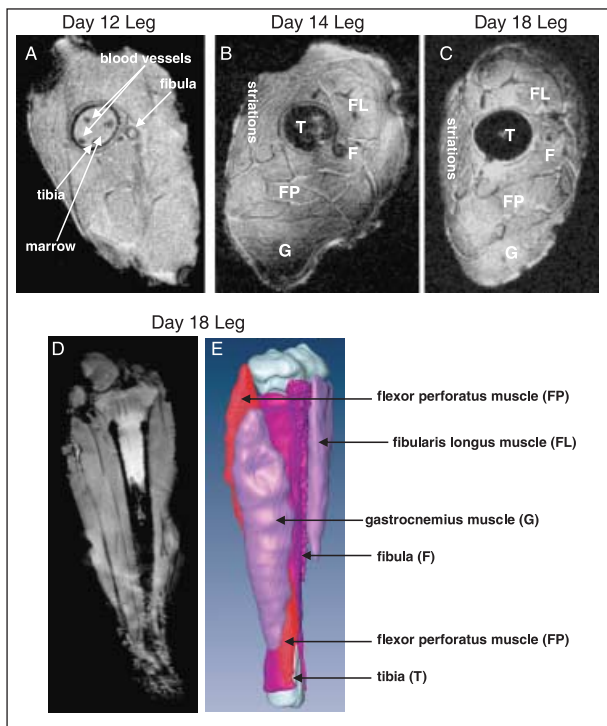 Day 12 Leg
Day 14 Leg
Day 18 Leg
A
blood vessels
fibula
tibia
marrow
B
striations
FL
T
F
FP
G
C
striations
FL
T
F
FP
G
Day 18 Leg
D
E
flexor perforatus muscle (FP)
fibularis longus muscle (FL)
gastrocnemius muscle (G)
fibula (F)
flexor perforatus muscle (FP)
tibia (T)